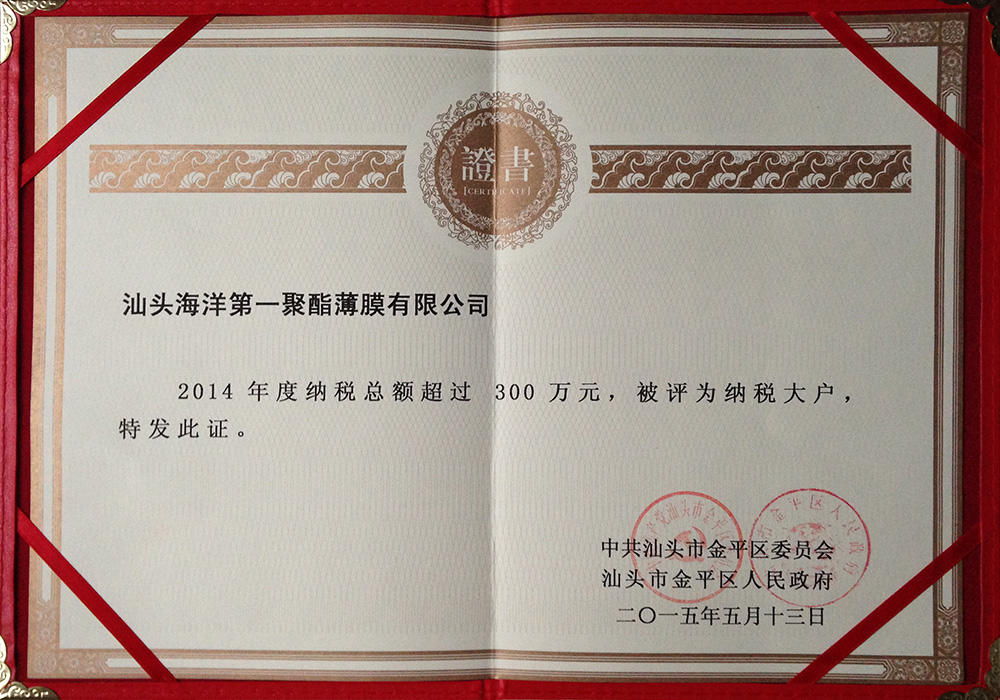 證書
[CERTIFICATE]
汕头海洋第一聚酯薄膜有限公司
2014 年度纳税总额超过 300 万元，被评为纳税大户，
特发此证。
中共汕头市金平区委员会
汕头市金平区人民政府
二〇一五年五月十三日